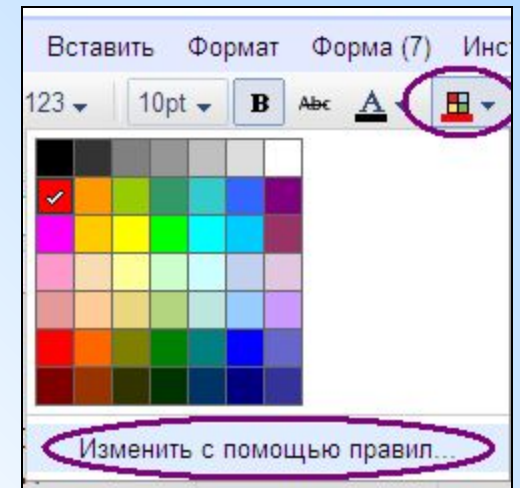 Вставить Формат Форма (7) Инс
123 10pt B Abc A
Изменить с помощью правил...